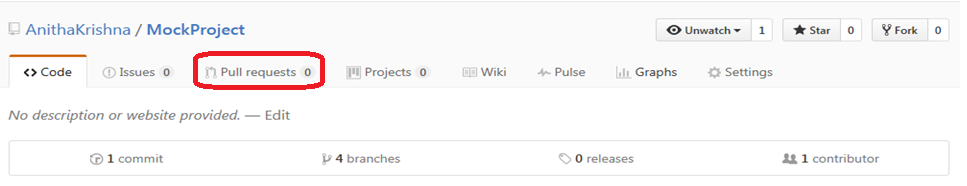 AnithaKrishna / MockProject Unwatch 1 Star 0 Fork 0
Code Issues 0 Pull requests 0 Projects 0 Wiki Pulse Graphs Settings
No description or website provided. — Edit
1 commit 4 branches 0 releases 1 contributor